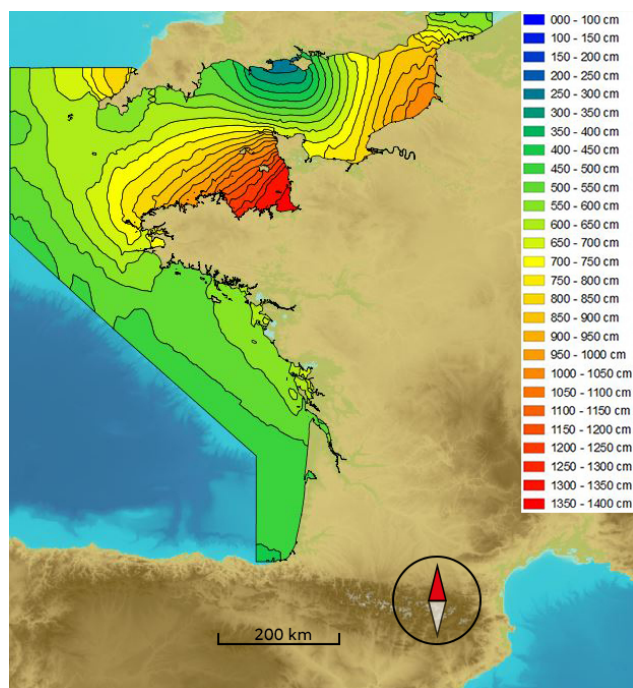 000 - 100 cm
100 - 150 cm
150 - 200 cm
200 - 250 cm
250 - 300 cm
300 - 350 cm
350 - 400 cm
400 - 450 cm
450 - 500 cm
500 - 550 cm
550 - 600 cm
600 - 650 cm
650 - 700 cm
700 - 750 cm
750 - 800 cm
800 - 850 cm
850 - 900 cm
900 - 950 cm
950 - 1000 cm
1000 - 1050 cm
1050 - 1100 cm
1100 - 1150 cm
1150 - 1200 cm
1200 - 1250 cm
1250 - 1300 cm
1300 - 1350 cm
1350 - 1400 cm
200 km